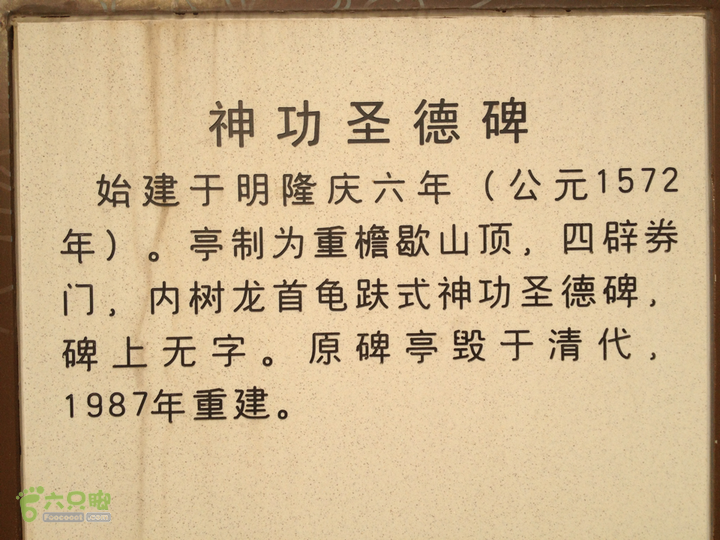 神功圣德碑
始建于明隆庆六年（公元1572
年）。亭制为重檐歇山顶，四辟券
门，内树龙首龟趺式神功圣德碑，
碑上无字。原碑亭毁于清代，
1987年重建。
六只脚
Foooooot.com